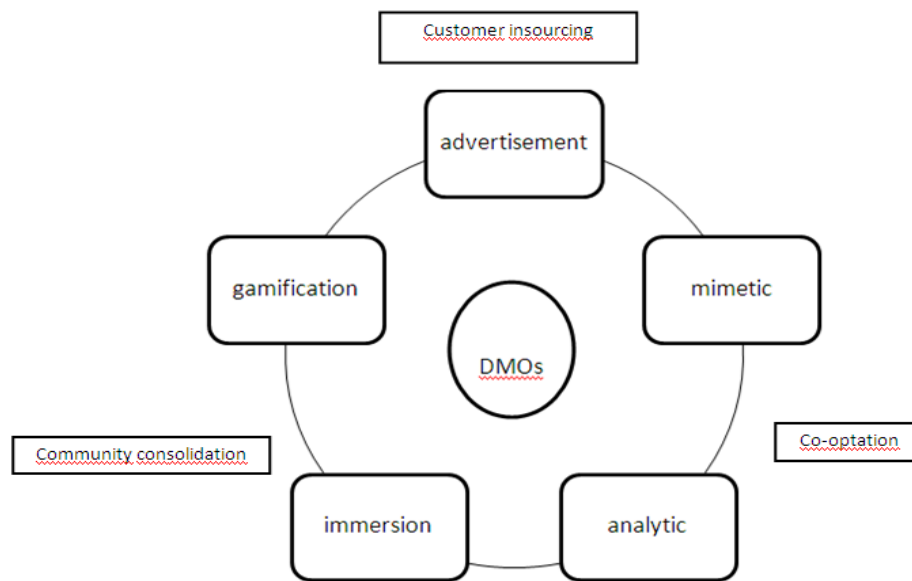 Customer insourcing
advertisement
gamification
mimetic
DMOs
Community consolidation
Co-optation
immersion
analytic